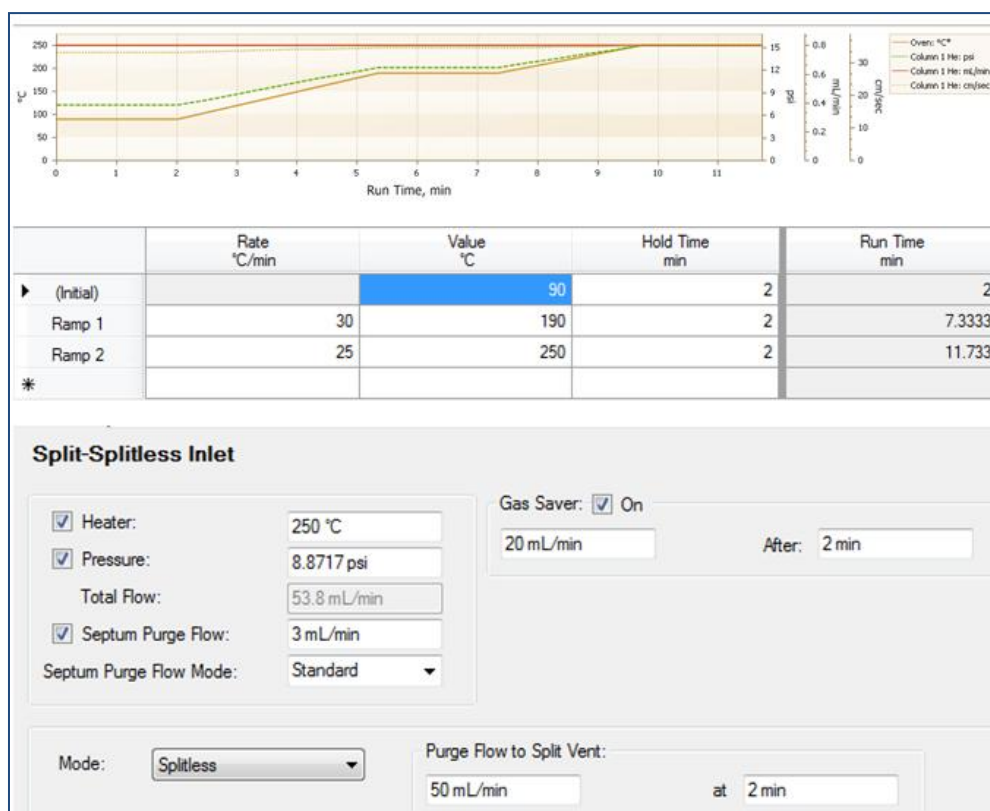 250
200
150
100
50
0
°C
0 1 2 3 4 5 6 7 8 9 10 11
Run Time, min
15
12
9
6
3
0
psi
0.8
0.6
0.4
0.2
0
mL/min
30
20
10
0
cm/sec
Oven: °C*
Column 1 He: psi
Column 1 He: mL/min
Column 1 He: cm/sec
Rate °C/min Value °C Hold Time min Run Time min
(Initial) 90 2 2
Ramp 1 30 190 2 7.3333
Ramp 2 25 250 2 11.733
Split-Splitless Inlet
Heater: 250 °C
Pressure: 8.8717 psi
Total Flow: 53.8 mL/min
Septum Purge Flow: 3 mL/min
Septum Purge Flow Mode: Standard
Gas Saver: On
20 mL/min After: 2 min
Mode: Splitless
Purge Flow to Split Vent:
50 mL/min at 2 min